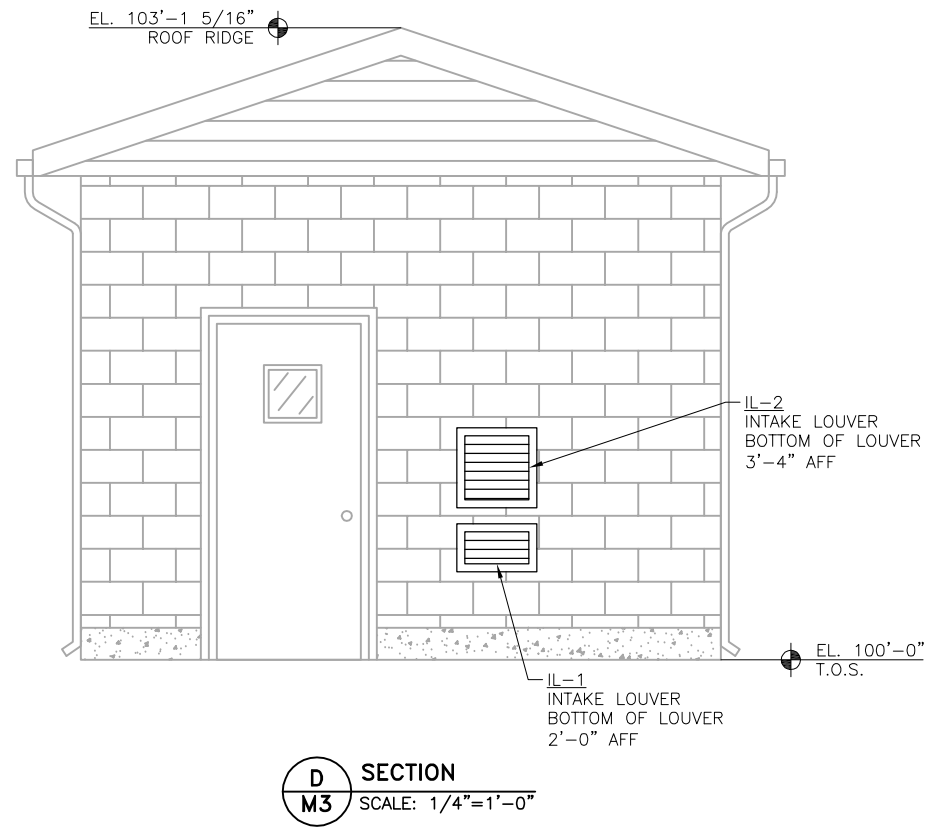 EL. 103'-1 5/16"
ROOF RIDGE
IL-2
INTAKE LOUVER
BOTTOM OF LOUVER
3'-4" AFF
EL. 100'-0"
T.O.S.
IL-1
INTAKE LOUVER
BOTTOM OF LOUVER
2'-0" AFF
D
M3
SECTION
SCALE: 1/4"=1'-0"